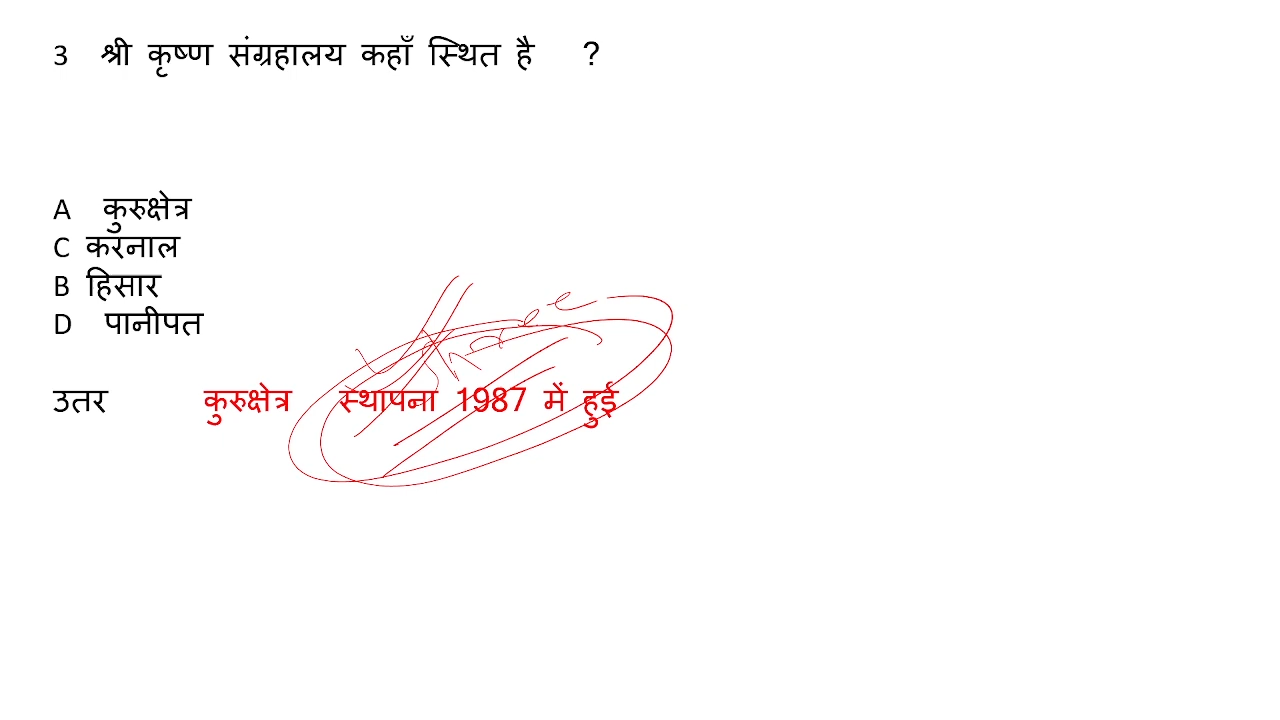 3 श्री कृष्ण संग्रहालय कहाँ स्थित है ?
A कुरुक्षेत्र
C करनाल
B हिसार
D पानीपत
उतर कुरुक्षेत्र स्थापना 1987 में हुई